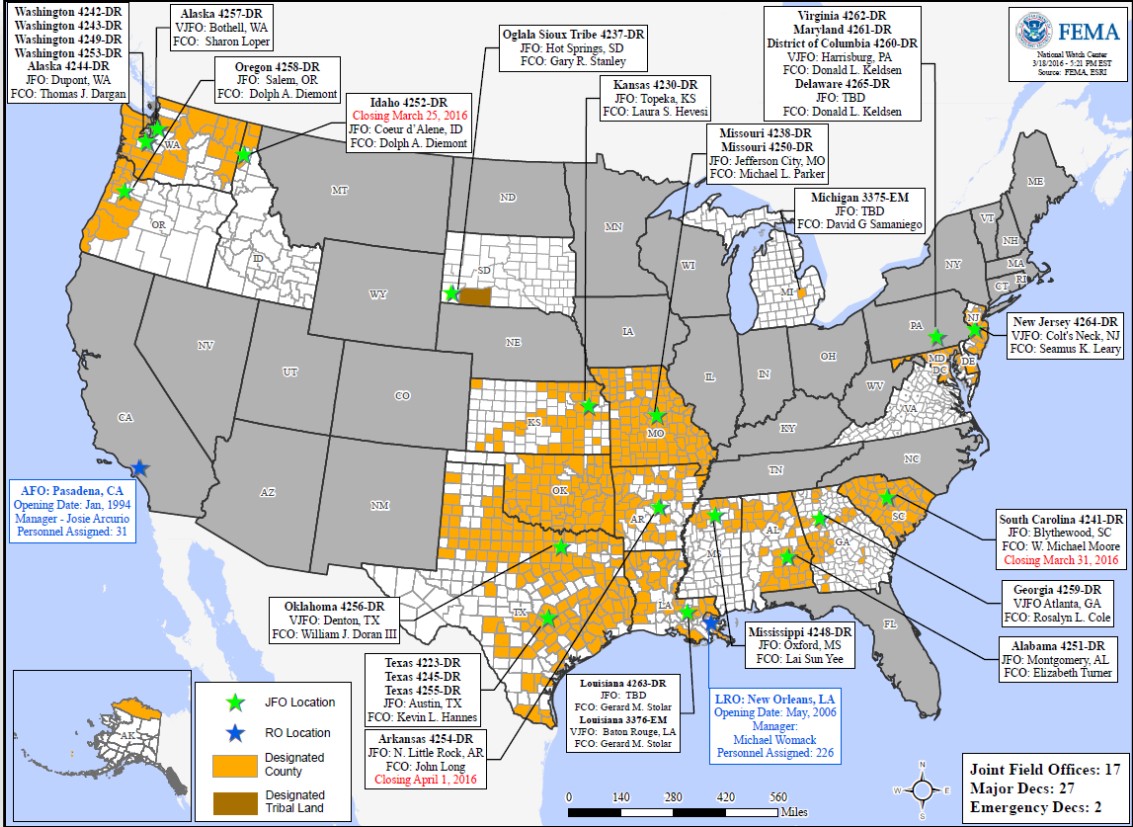 Washington 4242-DR
Washington 4243-DR
Washington 4249-DR
Washington 4253-DR
Alaska 4244-DR
JFO: Dupont, WA
FCO: Thomas J. Dargan
Alaska 4257-DR
VJFO: Bothell, WA
FCO: Sharon Loper
Oregon 4258-DR
JFO: Salem, OR
FCO: Dolph A. Diemont
Idaho 4252-DR
Closing March 25, 2016
JFO: Coeur d'Alene, ID
FCO: Dolph A. Diemont
Oglala Sioux Tribe 4237-DR
JFO: Hot Springs, SD
FCO: Gary R. Stanley
Kansas 4230-DR
JFO: Topeka, KS
FCO: Laura S. Hevesi
Virginia 4262-DR
Maryland 4261-DR
District of Columbia 4260-DR
VJFO: Harrisburg, PA
FCO: Donald L. Keldsen
Delaware 4265-DR
JFO: TBD
FCO: Donald L. Keldsen
Missouri 4238-DR
Missouri 4250-DR
JFO: Jefferson City, MO
FCO: Michael L. Parker
Michigan 3375-EM
JFO: TBD
FCO: David G Samaniego
FEMA
National Watch Center
3/18/2016 - 5:21 PM EST
Source: FEMA, ESRI
WA
MT
ND
MN
ME
VT
NH
OR
ID
SD
WI
MI
NY
MA
RI
CT
WY
IA
PA
NJ
NV
NE
OH
MD
DE
DC
UT
CO
IL
IN
WV
VA
CA
KS
MO
KY
AZ
NM
OK
TN
NC
AR
SC
MS
AL
GA
TX
LA
FL
AK
New Jersey 4264-DR
VJFO: Colt's Neck, NJ
FCO: Seamus K. Leary
AFO: Pasadena, CA
Opening Date: Jan, 1994
Manager - Josie Arcurio
Personnel Assigned: 31
South Carolina 4241-DR
JFO: Blythewood, SC
FCO: W. Michael Moore
Closing March 31, 2016
Georgia 4259-DR
VJFO Atlanta, GA
FCO: Rosalyn L. Cole
Alabama 4251-DR
JFO: Montgomery, AL
FCO: Elizabeth Turner
Oklahoma 4256-DR
VJFO: Denton, TX
FCO: William J. Doran III
Mississippi 4248-DR
JFO: Oxford, MS
FCO: Lai Sun Yee
Texas 4223-DR
Texas 4245-DR
Texas 4255-DR
JFO: Austin, TX
FCO: Kevin L. Hannes
Louisiana 4263-DR
JFO: TBD
FCO: Gerard M. Stolar
Louisiana 3376-EM
VJFO: Baton Rouge, LA
FCO: Gerard M. Stolar
LRO: New Orleans, LA
Opening Date: May, 2006
Manager:
Michael Womack
Personnel Assigned: 226
Arkansas 4254-DR
JFO: N. Little Rock, AR
FCO: John Long
Closing April 1, 2016
JFO Location
RO Location
Designated
County
Designated
Tribal Land
0 140 280 420 560
Miles
N
W E
S
Joint Field Offices: 17
Major Decs: 27
Emergency Decs: 2